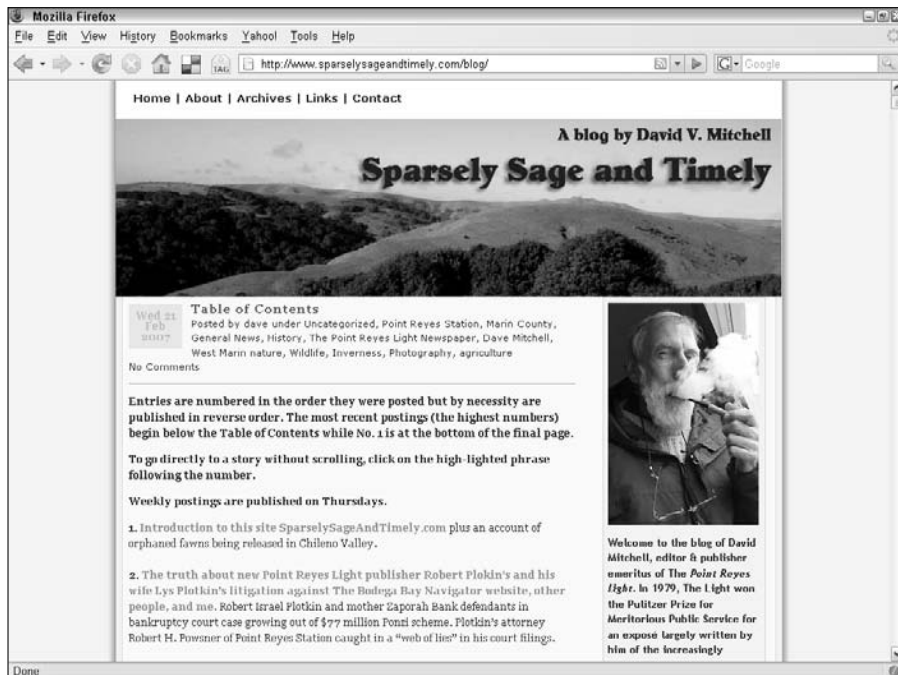 Mozilla Firefox
File Edit View History Bookmarks Yahoo! Tools Help
TAG http://www.sparselysageandtimely.com/blog/ G Google
Home | About | Archives | Links | Contact
A blog by David V. Mitchell
Sparsely Sage and Timely
Wed 21
Feb
2007
Table of Contents
Posted by dave under Uncategorized, Point Reyes Station, Marin County,
General News, History, The Point Reyes Light Newspaper, Dave Mitchell,
West Marin nature, Wildlife, Inverness, Photography, agriculture
No Comments
Entries are numbered in the order they were posted but by necessity are
published in reverse order. The most recent postings (the highest numbers)
begin below the Table of Contents while No. 1 is at the bottom of the final page.
To go directly to a story without scrolling, click on the high-lighted phrase
following the number.
Weekly postings are published on Thursdays.
1. Introduction to this site SparselySageAndTimely.com plus an account of
orphaned fawns being released in Chileno Valley.
2. The truth about new Point Reyes Light publisher Robert Plokin's and his
wife Lys Plotkin's litigation against The Bodega Bay Navigator website, other
people, and me. Robert Israel Plotkin and mother Zaporah Bank defendants in
bankruptcy court case growing out of $77 million Ponzi scheme. Plotkin's attorney
Robert H. Powsner of Point Reyes Station caught in a "web of lies" in his court filings.
Welcome to the blog of David
Mitchell, editor & publisher
emeritus of The Point Reyes
Light. In 1979, The Light won
the Pulitzer Prize for
Meritorious Public Service for
an exposé largely written by
him of the increasingly
Done